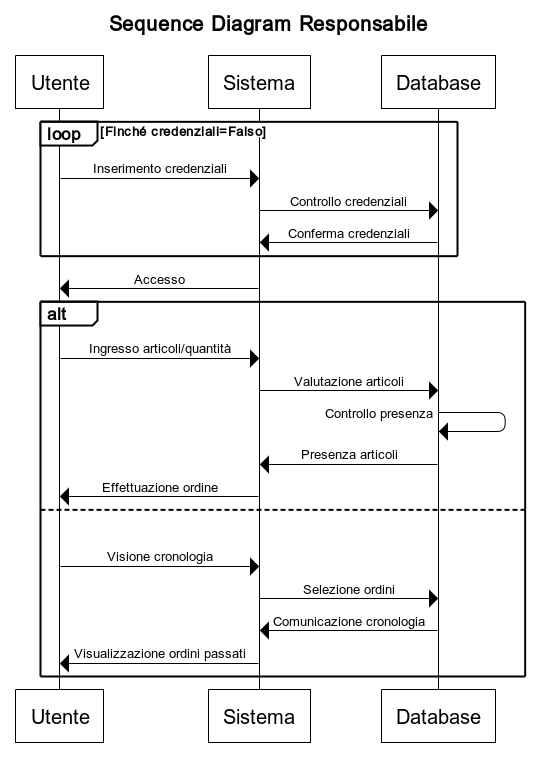 Sequence Diagram Responsabile
Utente
Sistema
Database
loop
[Finché credenziali=Falso]
Inserimento credenziali
Controllo credenziali
Conferma credenziali
Accesso
alt
Ingresso articoli/quantità
Valutazione articoli
Controllo presenza
Presenza articoli
Effettuazione ordine
Visione cronologia
Selezione ordini
Comunicazione cronologia
Visualizzazione ordini passati
Utente
Sistema
Database